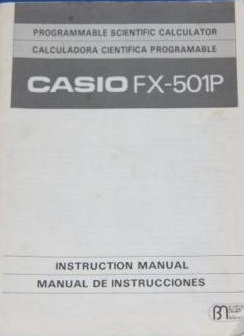 PROGRAMMABLE SCIENTIFIC CALCULATOR
CALCULADORA CIENTIFICA PROGRAMABLE
CASIO FX-501P
INSTRUCTION MANUAL
MANUAL DE INSTRUCCIONES